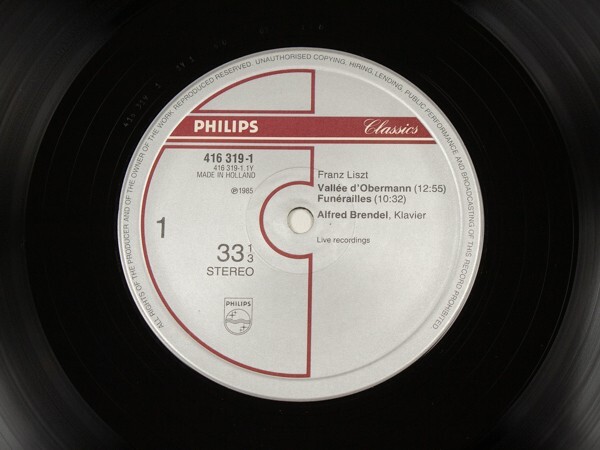 ALL RIGHTS OF THE PRODUCER AND OF THE OWNER OF THE WORK REPRODUCED RESERVED. UNAUTHORISED COPYING, HIRING, LENDING, PUBLIC PERFORMANCE AND BROADCASTING OF THIS RECORD PROHIBITED.
PHILIPS Classics
416 319-1
416 319-1.1Y
MADE IN HOLLAND
℗1985
Franz Liszt
Vallée d'Obermann (12:55)
Funérailles (10:32)
Alfred Brendel, Klavier
Live recordings
1
33 1/3
STEREO
PHILIPS